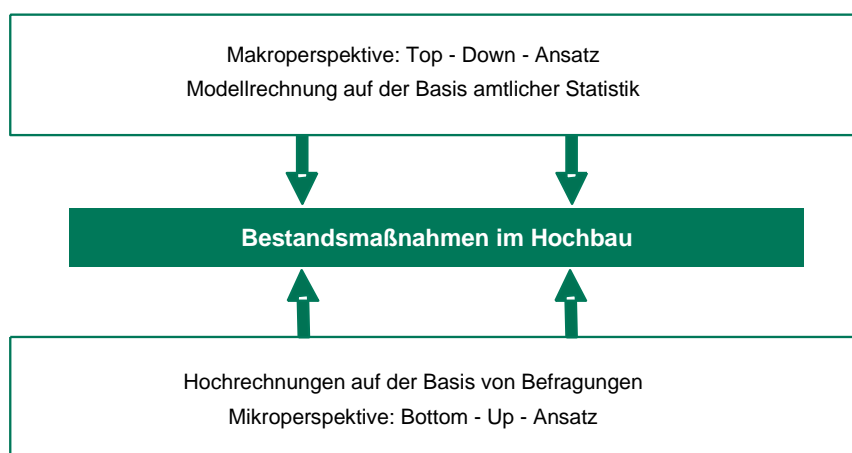 Makroperspektive: Top - Down - Ansatz
Modellrechnung auf der Basis amtlicher Statistik
Bestandsmaßnahmen im Hochbau
Hochrechnungen auf der Basis von Befragungen
Mikroperspektive: Bottom - Up - Ansatz